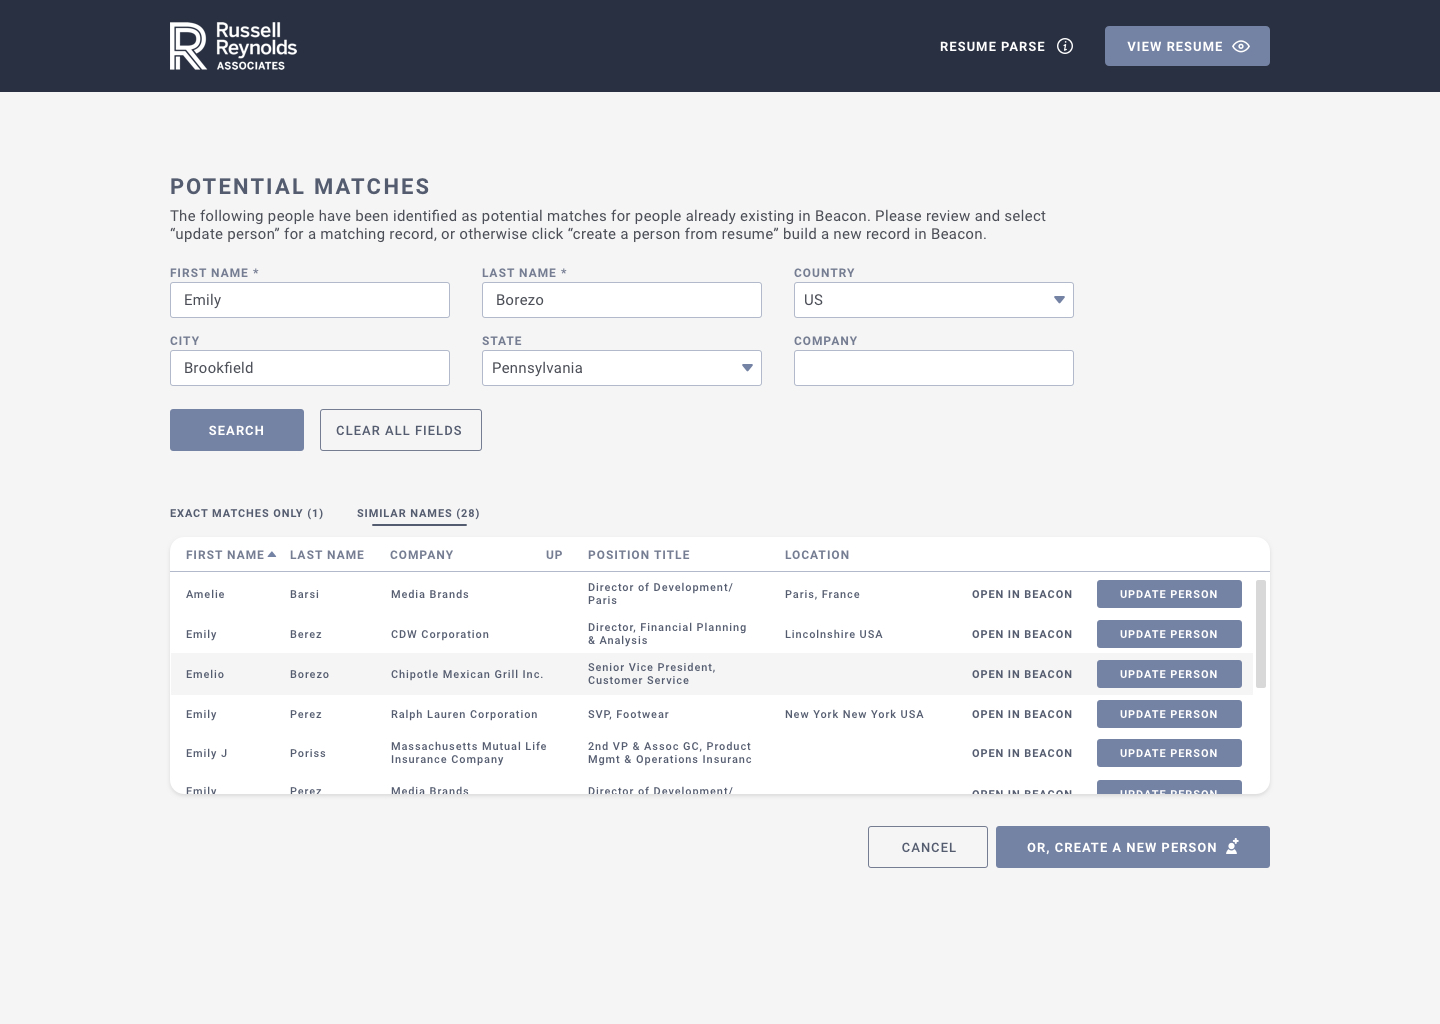 Russell
Reynolds
ASSOCIATES
RESUME PARSE
VIEW RESUME
POTENTIAL MATCHES
The following people have been identified as potential matches for people already existing in Beacon. Please review and select
“update person” for a matching record, or otherwise click “create a person from resume” build a new record in Beacon.
FIRST NAME * LAST NAME * COUNTRY
Emily Borezo US
CITY STATE COMPANY
Brookfield Pennsylvania
SEARCH CLEAR ALL FIELDS
EXACT MATCHES ONLY (1) SIMILAR NAMES (28)
FIRST NAME LAST NAME COMPANY UP POSITION TITLE LOCATION
Amelie Barsi Media Brands Director of Development/
Paris Paris, France OPEN IN BEACON UPDATE PERSON
Emily Berez CDW Corporation Director, Financial Planning
& Analysis Lincolnshire USA OPEN IN BEACON UPDATE PERSON
Emelio Borezo Chipotle Mexican Grill Inc. Senior Vice President,
Customer Service OPEN IN BEACON UPDATE PERSON
Emily Perez Ralph Lauren Corporation SVP, Footwear New York New York USA OPEN IN BEACON UPDATE PERSON
Emily J Poriss Massachusetts Mutual Life 2nd VP & Assoc GC, Product
Insurance Company Mgmt & Operations Insuranc OPEN IN BEACON UPDATE PERSON
Emily Perez Media Brands Director of Development/ OPEN IN BEACON UPDATE PERSON
CANCEL OR, CREATE A NEW PERSON